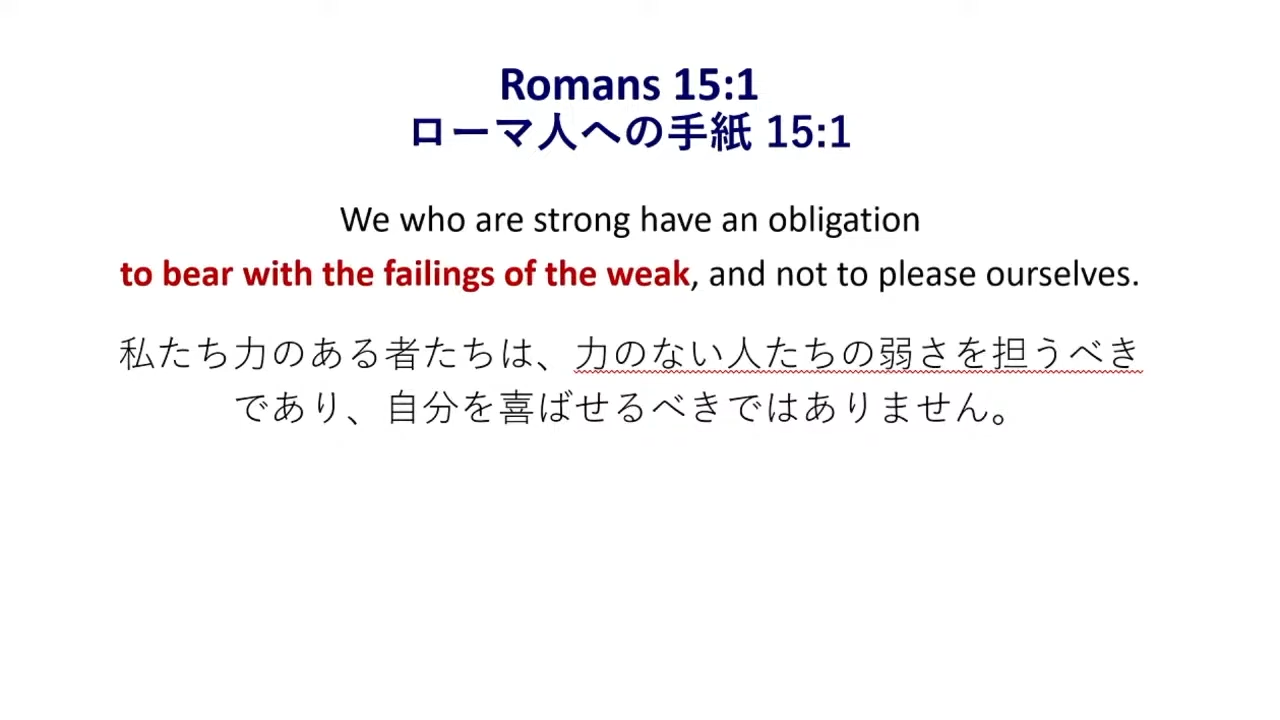 Romans 15:1
ローマ人への手紙 15:1
We who are strong have an obligation
to bear with the failings of the weak, and not to please ourselves.
私たち力のある者たちは、力のない人たちの弱さを担うべき
であり、自分を喜ばせるべきではありません。